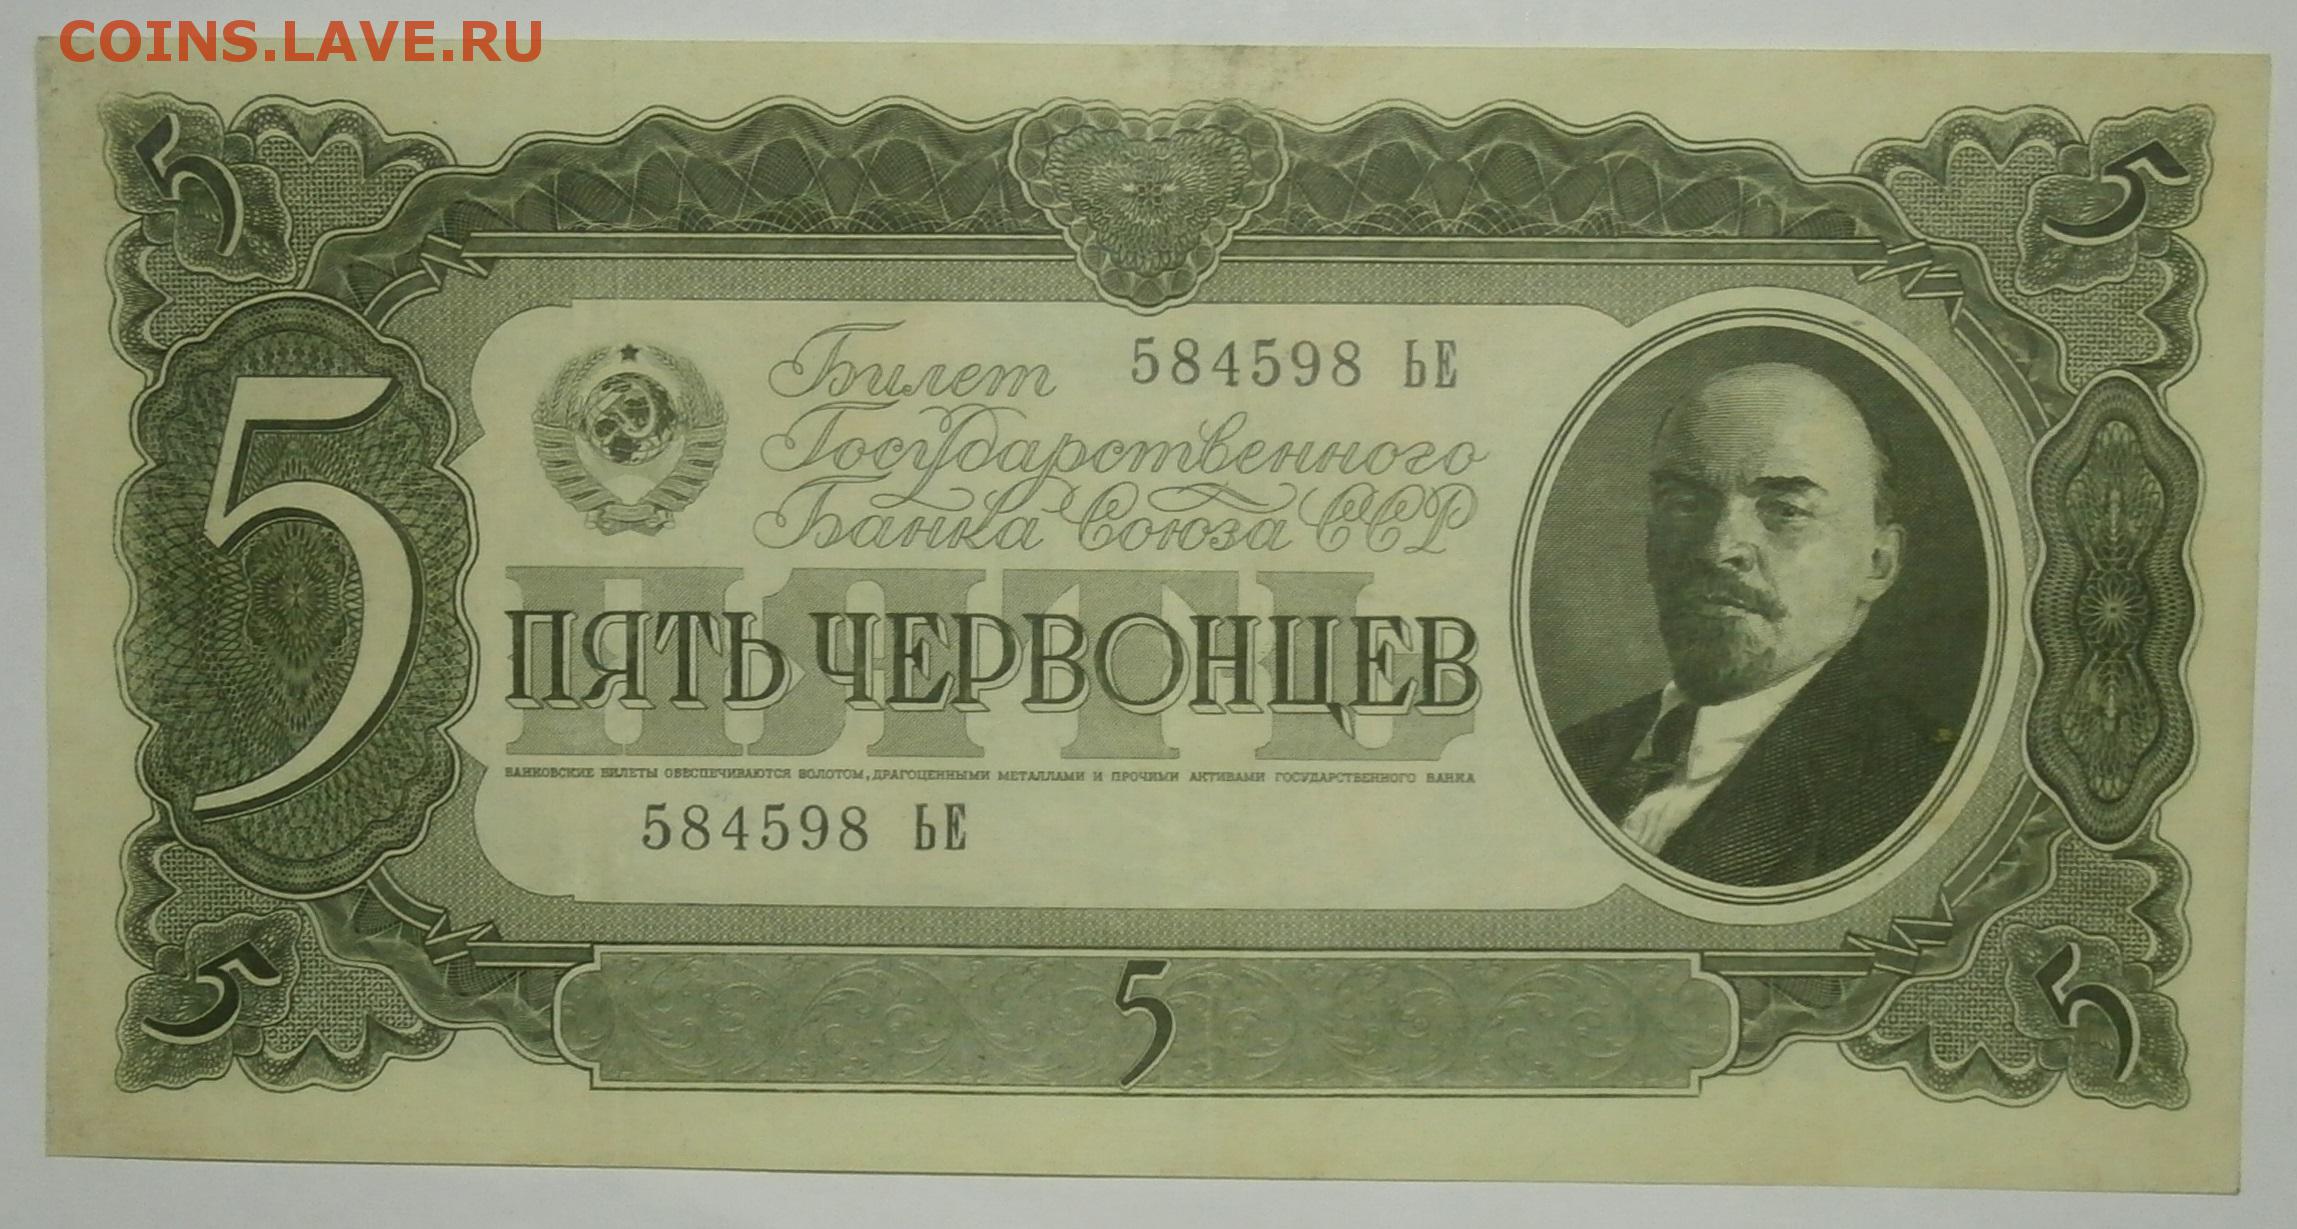 COINS.LAVE.RU
5 5
Билет 584598 ЬЕ
Государственного
Банка Союза ССР
5
ПЯТЬ
ПЯТЬ ЧЕРВОНЦЕВ
БАНКОВСКИЕ БИЛЕТЫ ОБЕСПЕЧИВАЮТСЯ ЗОЛОТОМ, ДРАГОЦЕННЫМИ МЕТАЛЛАМИ И ПРОЧИМИ АКТИВАМИ ГОСУДАРСТВЕННОГО БАНКА
584598 ЬЕ
5 5 5